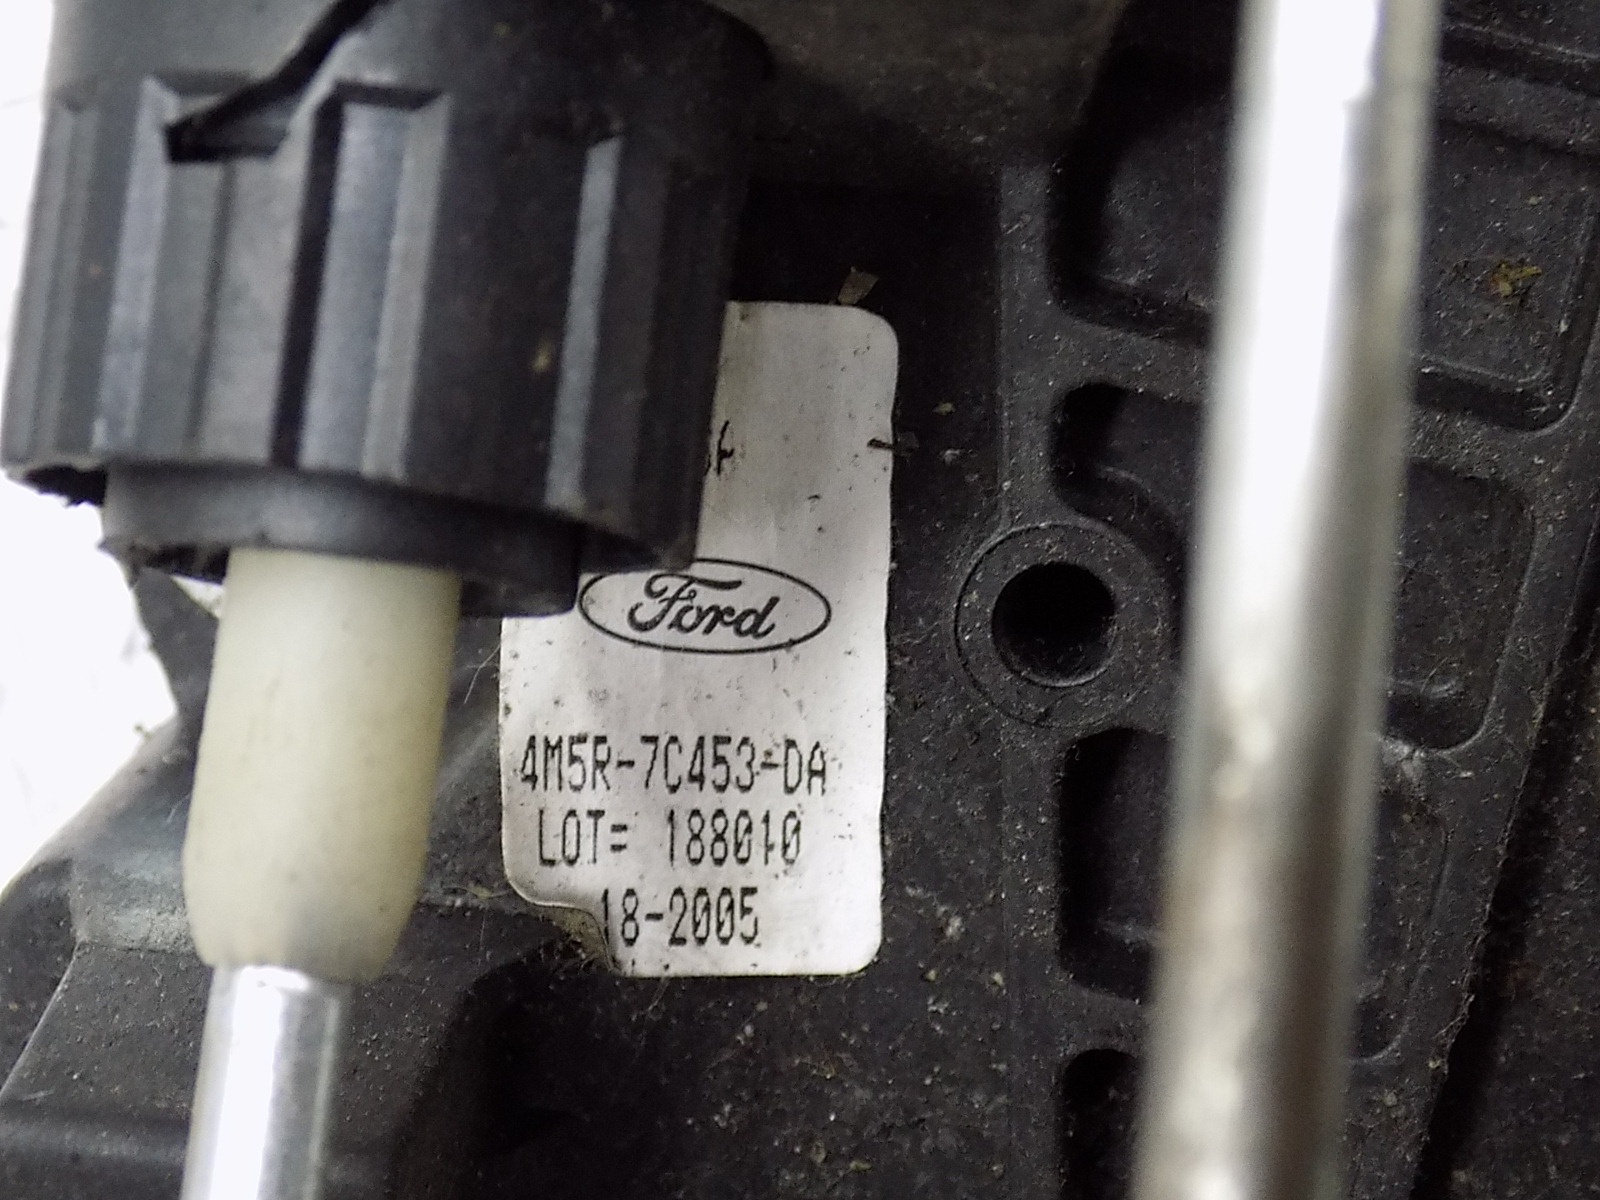 Ford
4M5R-7C453-DA
LOT= 188010
18-2005